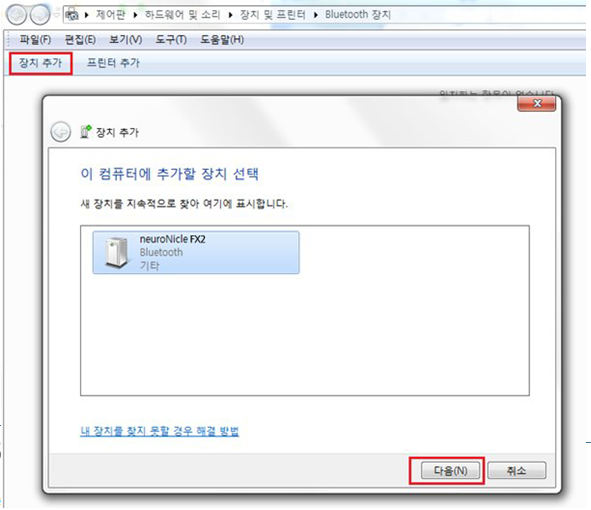 제어판 ▸ 하드웨어 및 소리 ▸ 장치 및 프린터 ▸ Bluetooth 장치
파일(F) 편집(E) 보기(V) 도구(T) 도움말(H)
장치 추가 프린터 추가
장치 추가
이 컴퓨터에 추가할 장치 선택
새 장치를 지속적으로 찾아 여기에 표시합니다.
neuroNicle FX2
Bluetooth
기타
내 장치를 찾지 못할 경우 해결 방법
다음(N) 취소